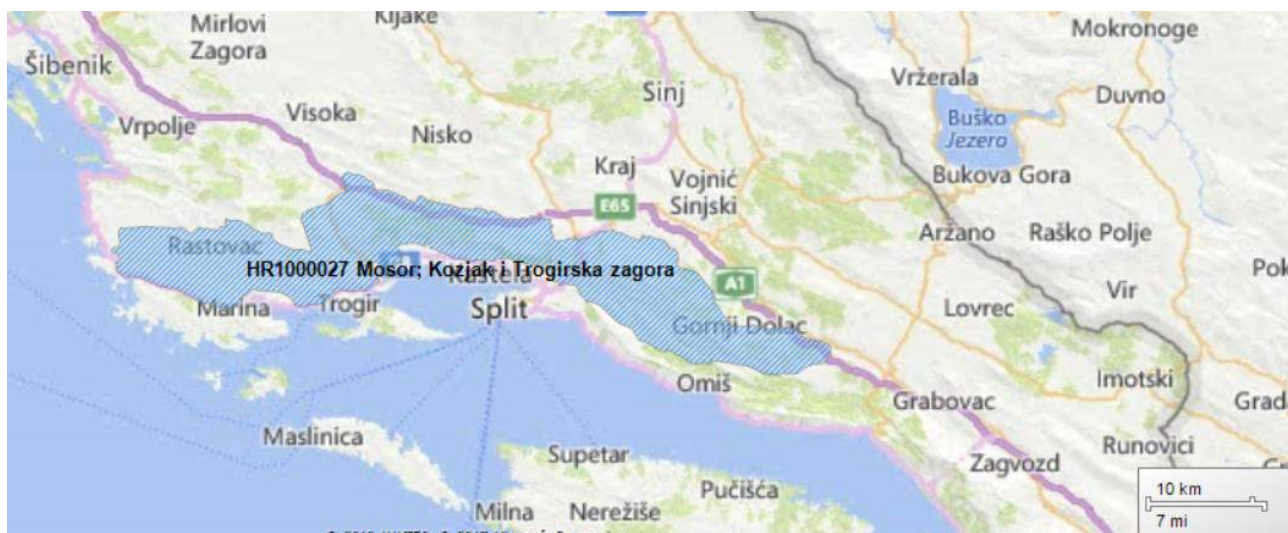 Mirlovi
Zagora
Kijake
Mokronoge
Šibenik
Sinj
Vržerala
Duvno
Vrpolje
Visoka
Nisko
Buško
Jezero
Kraj
Vojnić
Sinjski
Bukova Gora
E65
Rastovac
Aržano
Raško Polje
HR1000027 Mosor; Kozjak i Trogirska zagora
Kaštela
A1
Vir
Marina
Trogir
Split
Gornji Dolac
Lovrec
Omiš
Imotski
Grabovac
Maslinica
Runovici
Supetar
Zagvozd
Pučišća
10 km
Milna
Nerežiše
7 mi